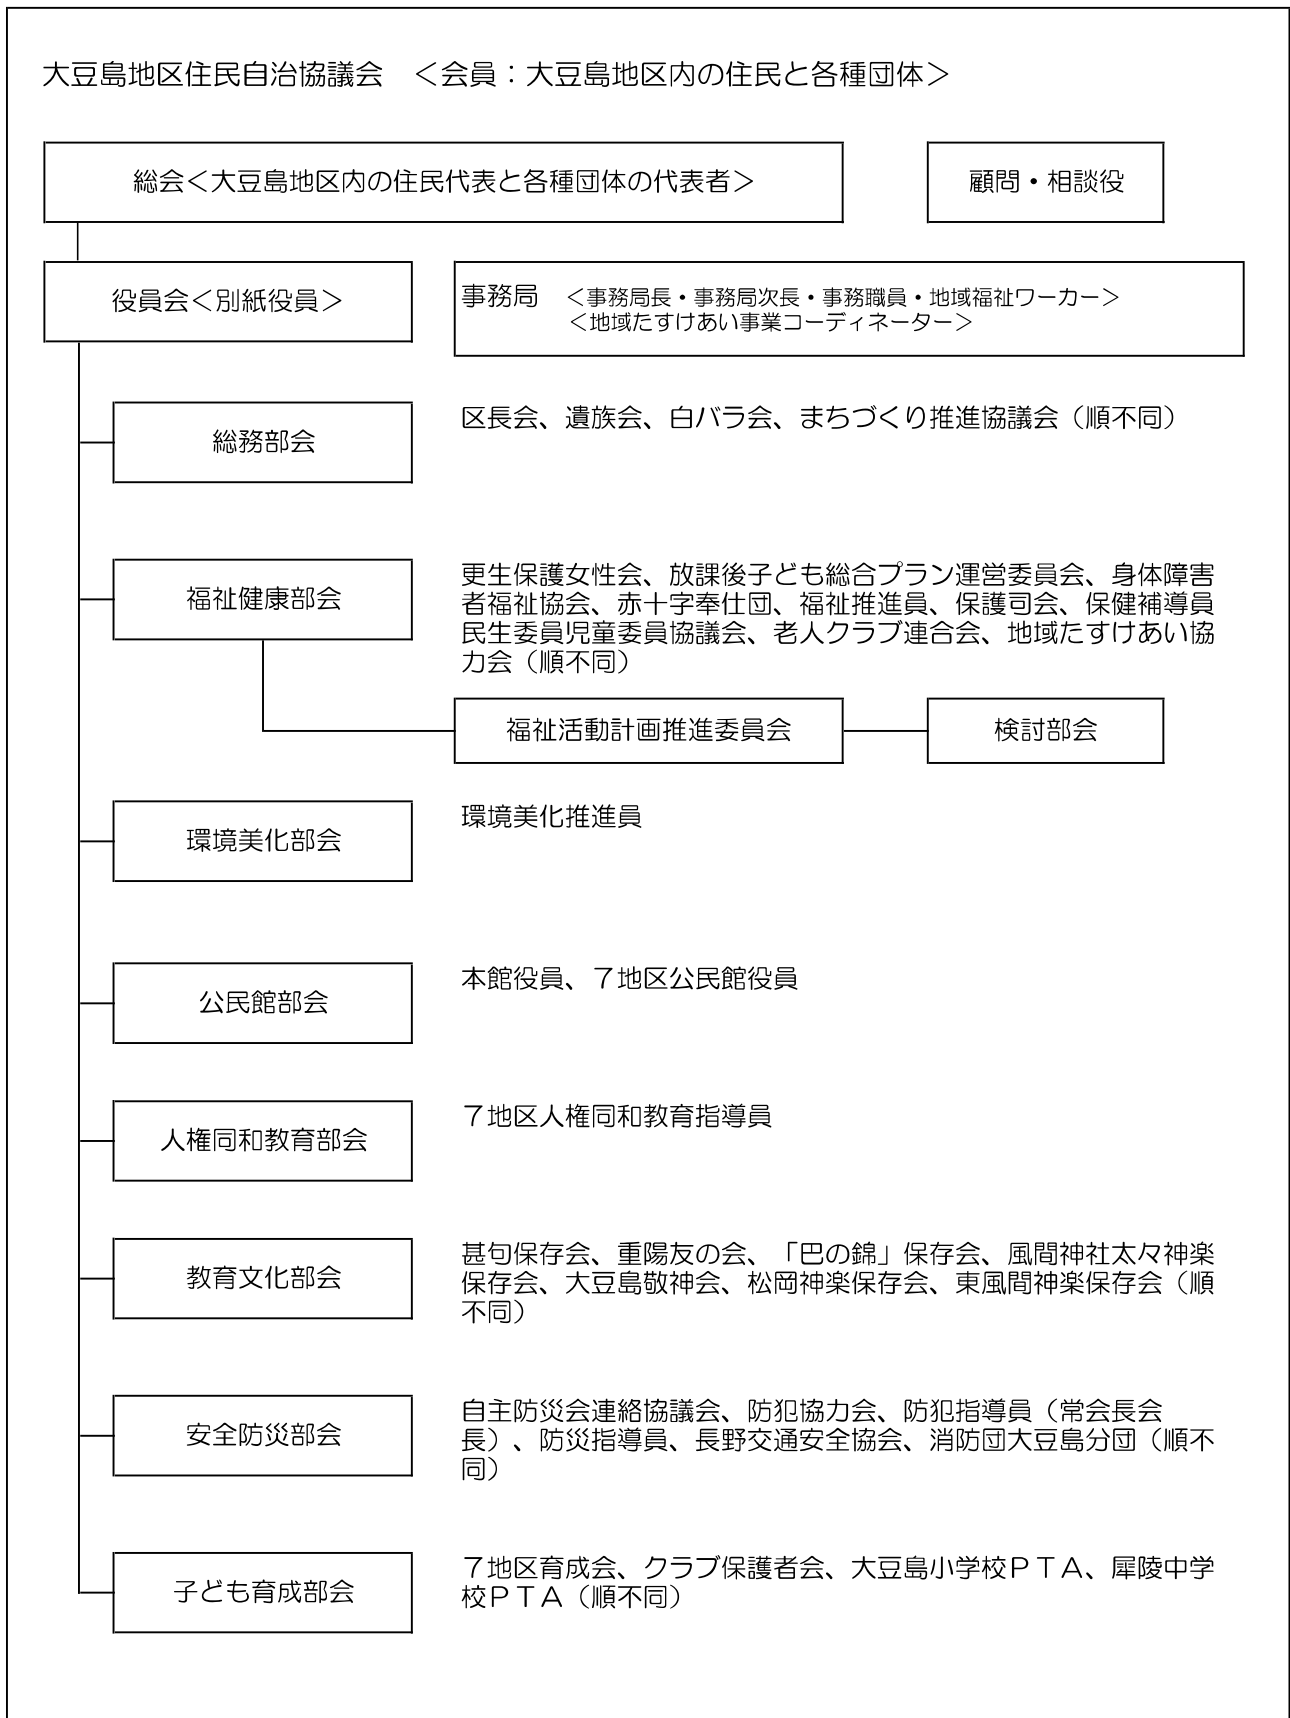 大豆島地区住民自治協議会　＜会員：大豆島地区内の住民と各種団体＞
総会＜大豆島地区内の住民代表と各種団体の代表者＞
顧問・相談役
役員会＜別紙役員＞
事務局　＜事務局長・事務局次長・事務職員・地域福祉ワーカー＞
＜地域たすけあい事業コーディネーター＞
総務部会
区長会、遺族会、白バラ会、まちづくり推進協議会（順不同）
福祉健康部会
更生保護女性会、放課後子ども総合プラン運営委員会、身体障害
者福祉協会、赤十字奉仕団、福祉推進員、保護司会、保健補導員
民生委員児童委員協議会、老人クラブ連合会、地域たすけあい協
力会（順不同）
福祉活動計画推進委員会
検討部会
環境美化部会
環境美化推進員
公民館部会
本館役員、７地区公民館役員
人権同和教育部会
７地区人権同和教育指導員
教育文化部会
甚句保存会、重陽友の会、「巴の錦」保存会、風間神社太々神楽
保存会、大豆島敬神会、松岡神楽保存会、東風間神楽保存会（順
不同）
安全防災部会
自主防災会連絡協議会、防犯協力会、防犯指導員（常会長会
長）、防災指導員、長野交通安全協会、消防団大豆島分団（順不
同）
子ども育成部会
７地区育成会、クラブ保護者会、大豆島小学校ＰＴＡ、犀陵中学
校ＰＴＡ（順不同）